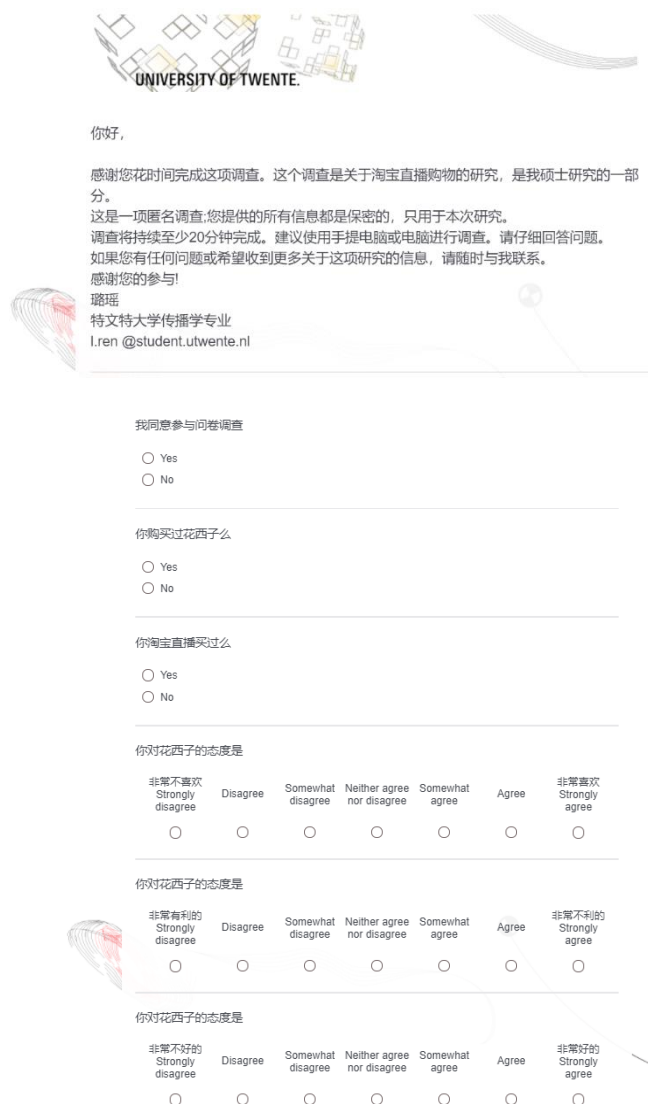 UNIVERSITY OF TWENTE.
你好，
感谢您花时间完成这项调查。这个调查是关于淘宝直播购物的研究，是我硕士研究的一部
分。
这是一项匿名调查;您提供的所有信息都是保密的，只用于本次研究。
调查将持续至少20分钟完成。建议使用手提电脑或电脑进行调查。请仔细回答问题。
如果您有任何问题或希望收到更多关于这项研究的信息，请随时与我联系。
感谢您的参与!
璐瑶
特文特大学传播学专业
l.ren @student.utwente.nl
我同意参与问卷调查
Yes
No
你购买过花西子么
Yes
No
你淘宝直播买过么
Yes
No
你对花西子的态度是
非常不喜欢 Strongly disagree Disagree Somewhat disagree Neither agree nor disagree Somewhat agree Agree 非常喜欢 Strongly agree
你对花西子的态度是
非常有利的 Strongly disagree Disagree Somewhat disagree Neither agree nor disagree Somewhat agree Agree 非常不利的 Strongly agree
你对花西子的态度是
非常不好的 Strongly disagree Disagree Somewhat disagree Neither agree nor disagree Somewhat agree Agree 非常好的 Strongly agree